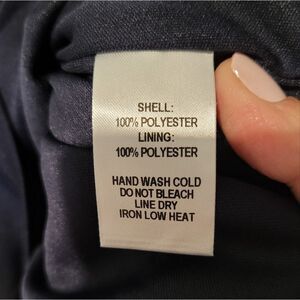 SHELL:
100% POLYESTER
LINING:
100% POLYESTER
HAND WASH COLD
DO NOT BLEACH
LINE DRY
IRON LOW HEAT